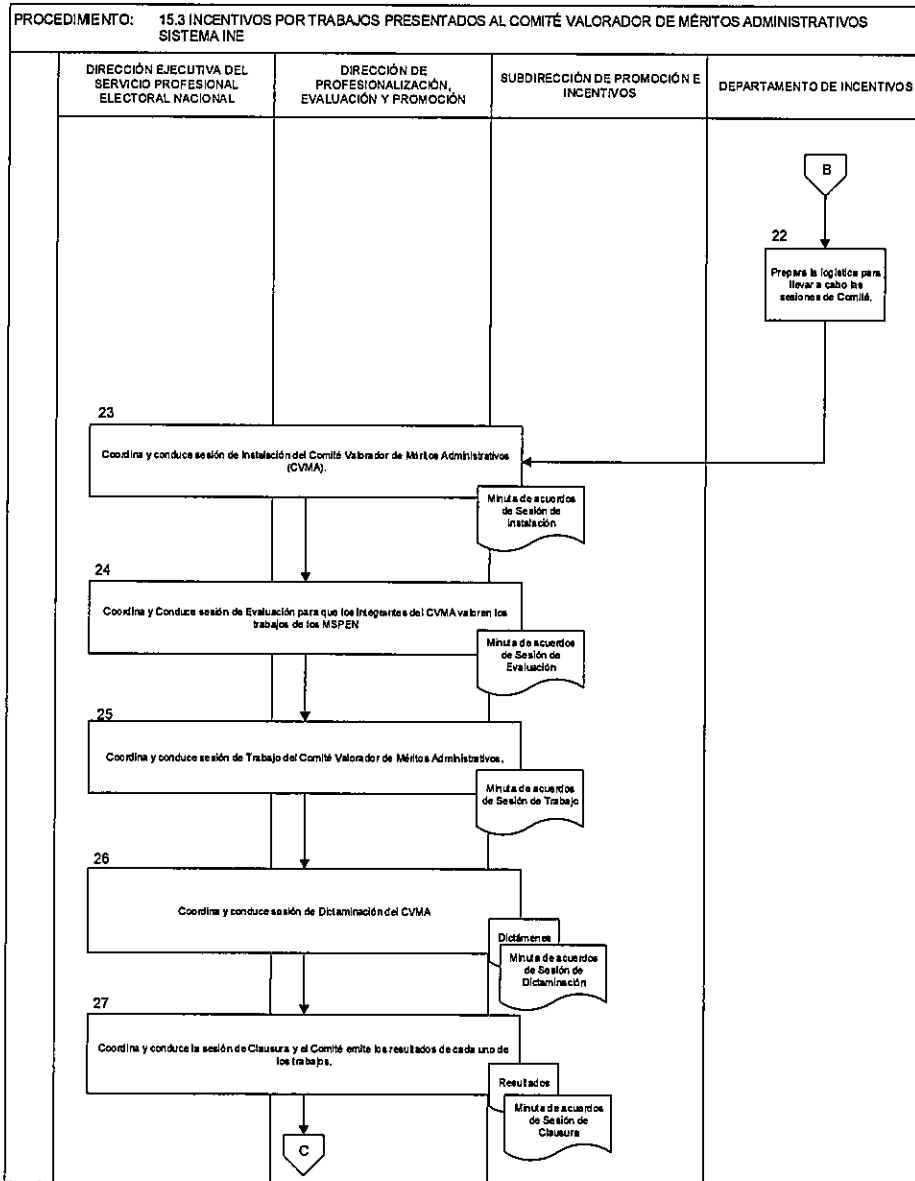 PROCEDIMIENTO: 15.3 INCENTIVOS POR TRABAJOS PRESENTADOS AL COMITÉ VALORADOR DE MÉRITOS ADMINISTRATIVOS
SISTEMA INE
DIRECCIÓN EJECUTIVA DEL
SERVICIO PROFESIONAL
ELECTORAL NACIONAL
DIRECCIÓN DE
PROFESIONALIZACIÓN,
EVALUACIÓN Y PROMOCIÓN
SUBDIRECCIÓN DE PROMOCIÓN E
INCENTIVOS
DEPARTAMENTO DE INCENTIVOS
B
22
Prepara la logística para
llevar a cabo las
sesiones de Comité.
23
Coordina y conduce sesión de Instalación del Comité Valorador de Méritos Administrativos
(CVMA).
Minuta de acuerdos
de Sesión de
Instalación
24
Coordina y Conduce sesión de Evaluación para que los integrantes del CVMA valoren los
trabajos de los MSPEN
Minuta de acuerdos
de Sesión de
Evaluación
25
Coordina y conduce sesión de Trabajo del Comité Valorador de Méritos Administrativos.
Minuta de acuerdos
de Sesión de Trabajo
26
Coordina y conduce sesión de Dictaminación del CVMA
Dictámenes
Minuta de acuerdos
de Sesión de
Dictaminación
27
Coordina y conduce la sesión de Clausura y el Comité emite los resultados de cada uno de
los trabajos.
Resultados
Minuta de acuerdos
de Sesión de
Clausura
C